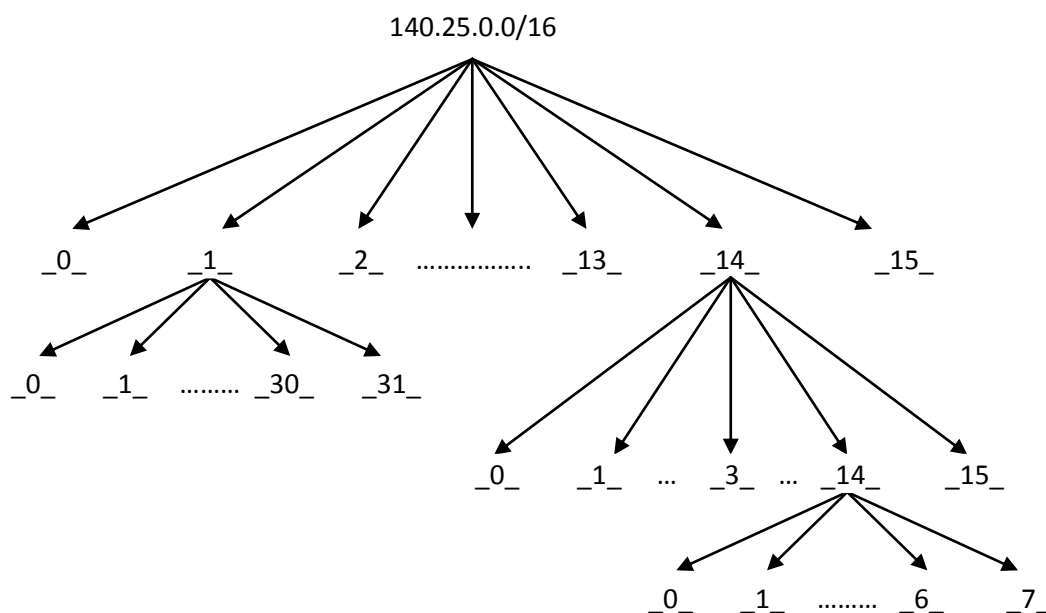 140.25.0.0/16
_0_ _1_ _2_ …………….. _13_ _14_ _15_
_0_ _1_ ……… _30_ _31_
_0_ _1_ … _3_ … _14_ _15_
_0_ _1_ ……… _6_ _7_